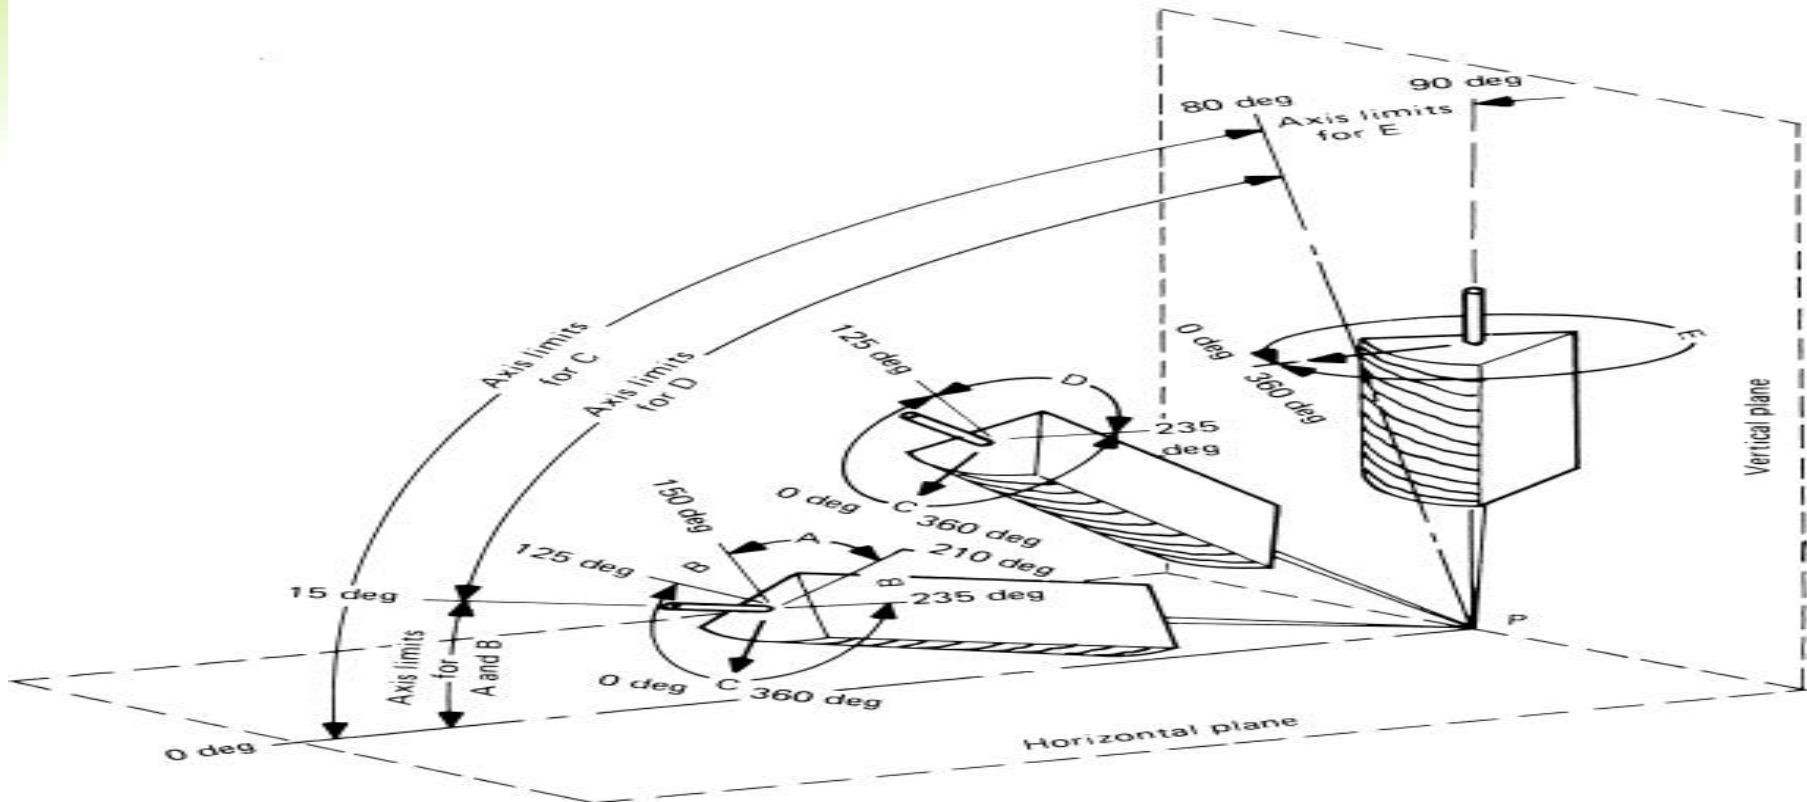 90 deg
80 deg
Axis limits
for E
Axis limits
for C
Axis limits
for D
125 deg
D
235
deg
0 deg
360 deg
E
Vertical plane
150 deg
0 deg
C
360 deg
A
210 deg
125 deg
B
B
235 deg
15 deg
Axis limits
for
A and B
0 deg
C
360 deg
P
0 deg
Horizontal plane